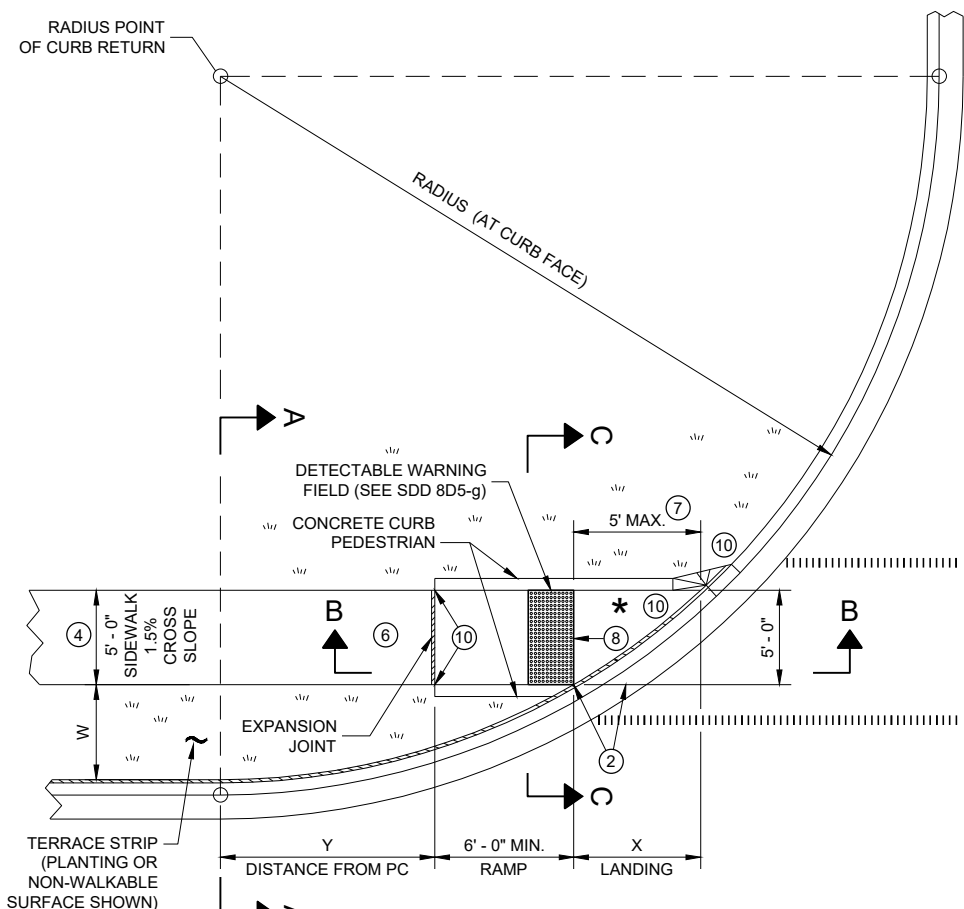 RADIUS POINT
OF CURB RETURN
RADIUS (AT CURB FACE)
A
C
DETECTABLE WARNING
FIELD (SEE SDD 8D5-g)
CONCRETE CURB
PEDESTRIAN
7
5' MAX.
10
4
5' - 0"
SIDEWALK
1.5%
CROSS
SLOPE
B
6
10
*
10
8
5' - 0"
B
W
EXPANSION
JOINT
2
C
TERRACE STRIP
(PLANTING OR
NON-WALKABLE
SURFACE SHOWN)
Y
DISTANCE FROM PC
6' - 0" MIN.
RAMP
X
LANDING